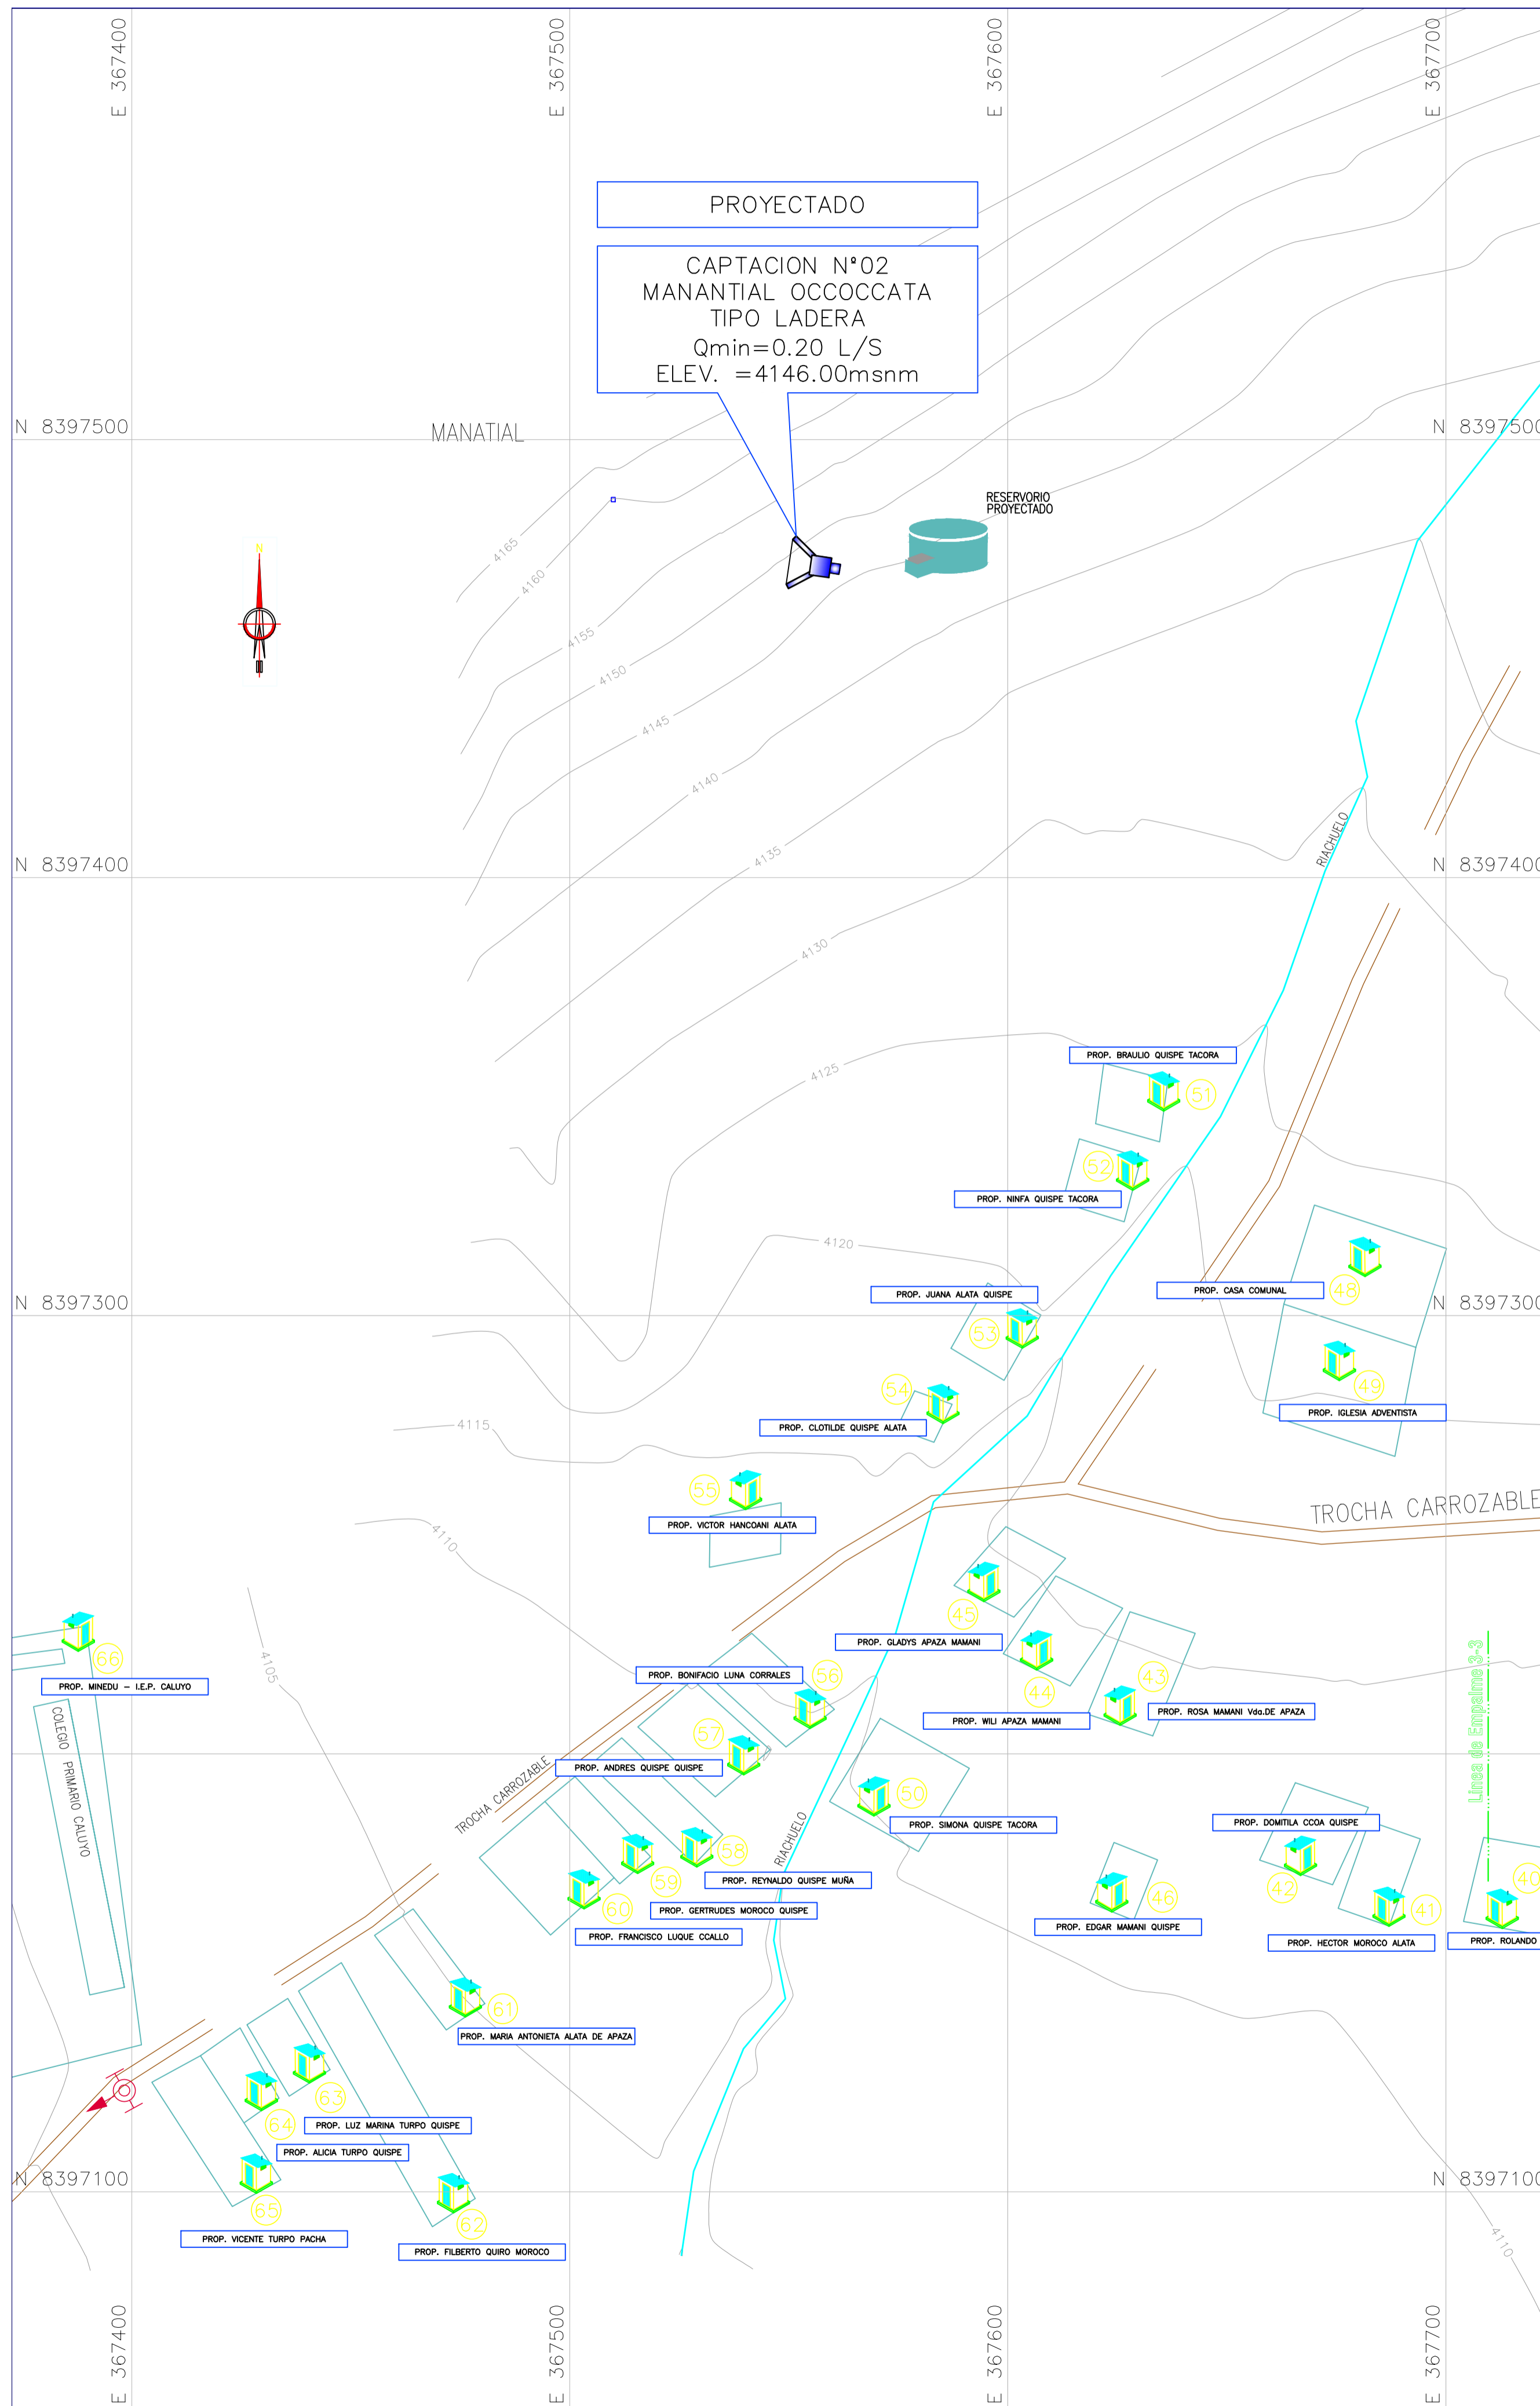 E 367400
E 367500
E 367600
E 367700
PROYECTADO
CAPTACION Nº02
MANANTIAL OCCOCCATA
TIPO LADERA
Qmin=0.20 L/S
ELEV. =4146.00msnm
N 8397500
MANATIAL
N 8397500
RESERVORIO
PROYECTADO
N
4165
4160
4155
4150
4145
4140
4135
4130
4125
4120
4115
4110
4105
RIACHUELO
N 8397400
N 8397400
PROP. BRAULIO QUISPE TACORA
51
52
PROP. NINFA QUISPE TACORA
PROP. JUANA ALATA QUISPE
53
PROP. CASA COMUNAL
48
N 8397300
N 8397300
54
PROP. CLOTILDE QUISPE ALATA
49
PROP. IGLESIA ADVENTISTA
55
PROP. VICTOR HANCOANI ALATA
TROCHA CARROZABLE
45
PROP. GLADYS APAZA MAMANI
66
PROP. MINEDU - I.E.P. CALUYO
COLEGIO PRIMARIO CALUYO
PROP. BONIFACIO LUNA CORRALES
56
44
PROP. WILI APAZA MAMANI
43
PROP. ROSA MAMANI Vda.DE APAZA
Linea de Empalme 3-3
57
PROP. ANDRES QUISPE QUISPE
TROCHA CARROZABLE
50
PROP. SIMONA QUISPE TACORA
PROP. DOMITILA CCOA QUISPE
42
RIACHUELO
58
PROP. REYNALDO QUISPE MUÑA
59
PROP. GERTRUDES MOROCO QUISPE
60
PROP. FRANCISCO LUQUE CCALLO
46
PROP. EDGAR MAMANI QUISPE
41
PROP. HECTOR MOROCO ALATA
40
PROP. ROLANDO
61
PROP. MARIA ANTONIETA ALATA DE APAZA
63
PROP. LUZ MARINA TURPO QUISPE
64
PROP. ALICIA TURPO QUISPE
N 8397100
N 8397100
65
PROP. VICENTE TURPO PACHA
62
PROP. FILBERTO QUIRO MOROCO
4110
E 367400
E 367500
E 367600
E 367700